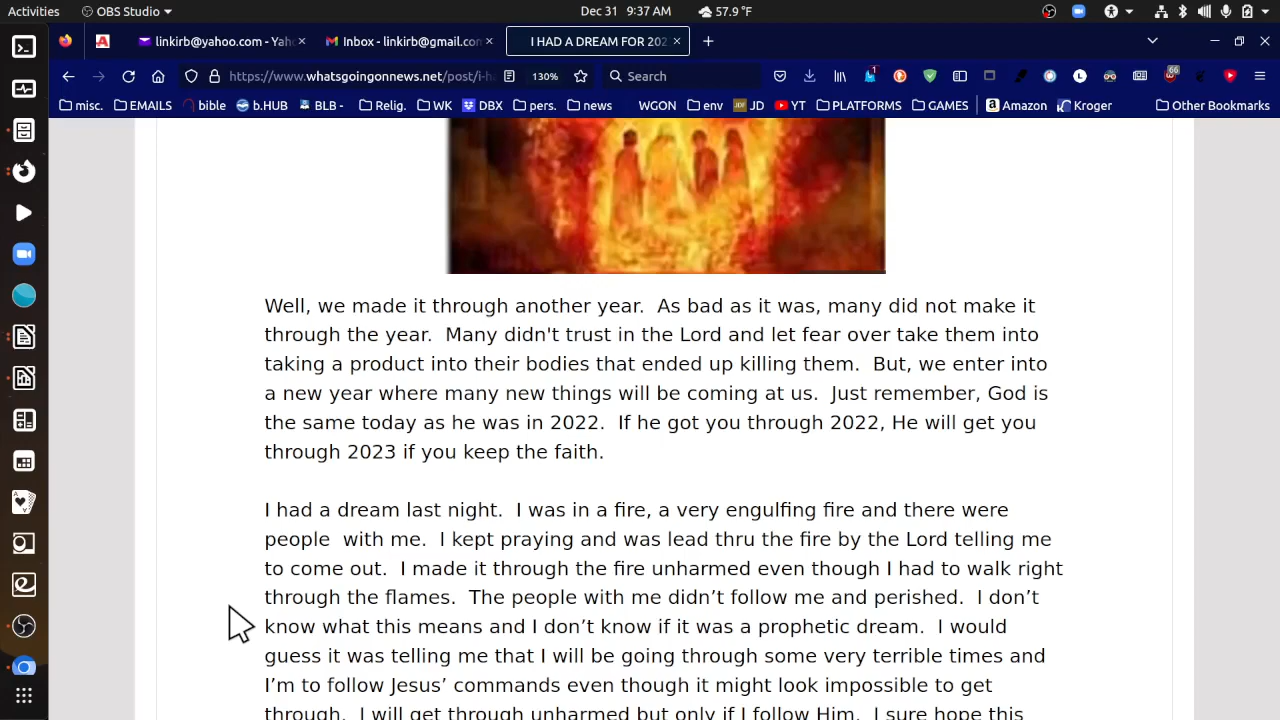 Activities OBS Studio Dec 31 9:37 AM 57.9 °F
linkirb@yahoo.com - Yaho Inbox - linkirb@gmail.com I HAD A DREAM FOR 202
https://www.whatsgoingonnews.net/post/i-ha 130% Search
misc. EMAILS bible b.HUB BLB - Relig. WK DBX pers. news WGON env JD YT PLATFORMS GAMES Amazon Kroger Other Bookmarks
Well, we made it through another year. As bad as it was, many did not make it
through the year. Many didn't trust in the Lord and let fear over take them into
taking a product into their bodies that ended up killing them. But, we enter into
a new year where many new things will be coming at us. Just remember, God is
the same today as he was in 2022. If he got you through 2022, He will get you
through 2023 if you keep the faith.
I had a dream last night. I was in a fire, a very engulfing fire and there were
people with me. I kept praying and was lead thru the fire by the Lord telling me
to come out. I made it through the fire unharmed even though I had to walk right
through the flames. The people with me didn’t follow me and perished. I don’t
know what this means and I don’t know if it was a prophetic dream. I would
guess it was telling me that I will be going through some very terrible times and
I’m to follow Jesus’ commands even though it might look impossible to get
through. I will get through unharmed but only if I follow Him. I sure hope this